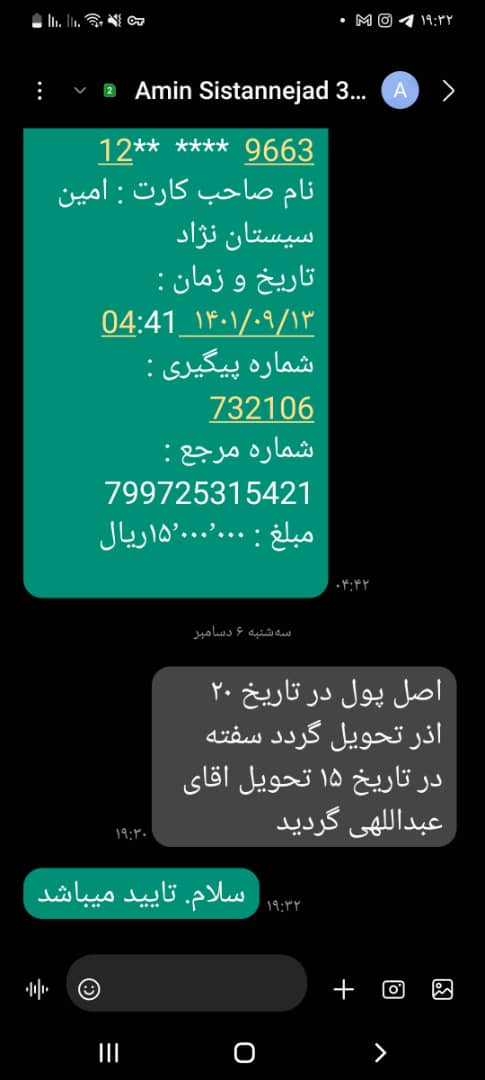 ۱۹:۳۲
Amin Sistannejad 3...
2
A
12** **** 9663
نام صاحب کارت : امین
سیستان نژاد
تاریخ و زمان :
۱۴۰۱/۰۹/۱۳_04:41
شماره پیگیری :
732106
شماره مرجع :
799725315421
مبلغ : ۱۵٬۰۰۰٬۰۰۰ریال
۰۴:۴۲
سه‌شنبه ۶ دسامبر
اصل پول در تاریخ ۲۰
اذر تحویل گردد سفته
در تاریخ ۱۵ تحویل اقای
عبداللهی گردید
۱۹:۳۰
سلام. تایید میباشد
۱۹:۳۲